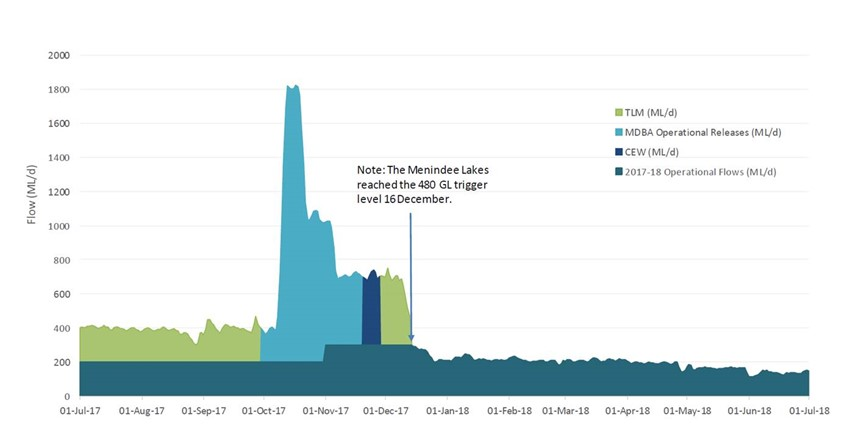 2000
1800
1600
1400
1200
1000
800
600
400
200
0
Flow (ML/d)
TLM (ML/d)
MDBA Operational Releases (ML/d)
CEW (ML/d)
2017-18 Operational Flows (ML/d)
Note: The Menindee Lakes
reached the 480 GL trigger
level 16 December.
01-Jul-17 01-Aug-17 01-Sep-17 01-Oct-17 01-Nov-17 01-Dec-17 01-Jan-18 01-Feb-18 01-Mar-18 01-Apr-18 01-May-18 01-Jun-18 01-Jul-18